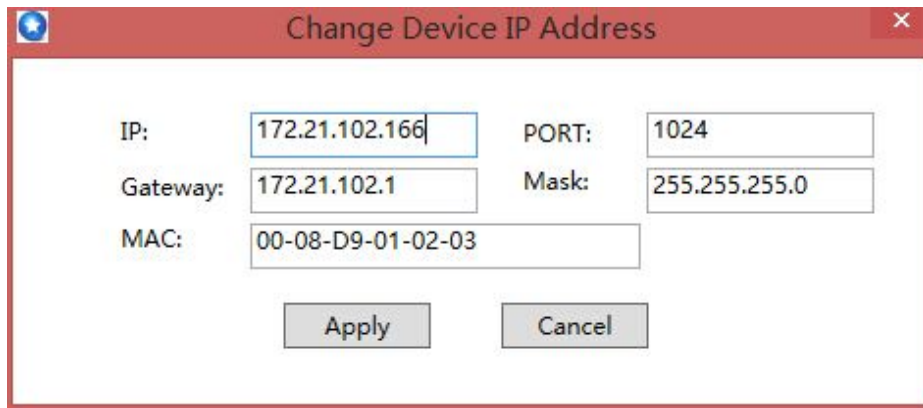 Change Device IP Address
IP: 172.21.102.166 PORT: 1024
Gateway: 172.21.102.1 Mask: 255.255.255.0
MAC: 00-08-D9-01-02-03
Apply Cancel